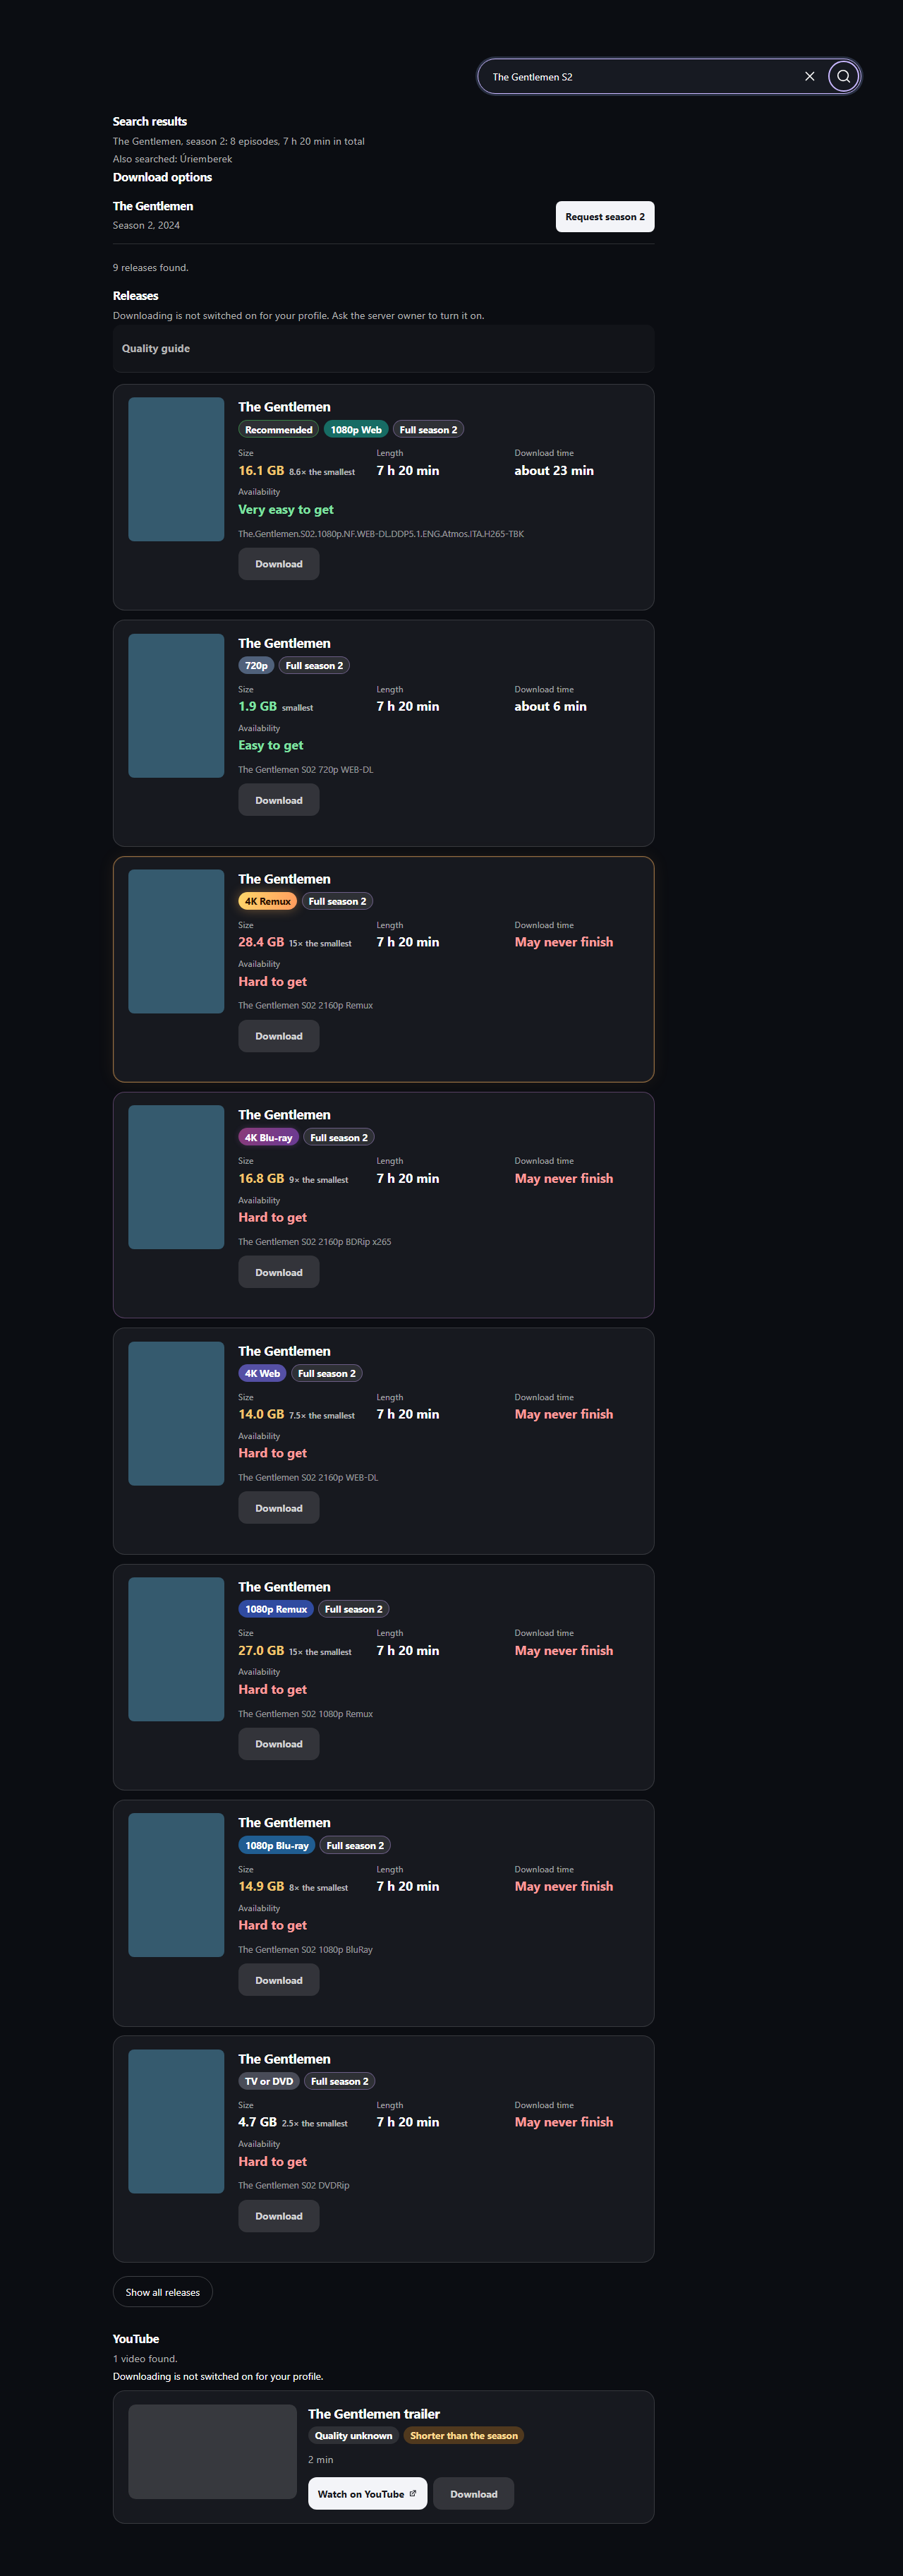 The Gentlemen S2
Search results
The Gentlemen, season 2: 8 episodes, 7 h 20 min in total
Also searched: Úriemberek
Download options
The Gentlemen
Season 2, 2024
Request season 2
9 releases found.
Releases
Downloading is not switched on for your profile. Ask the server owner to turn it on.
Quality guide
The Gentlemen
Recommended 1080p Web Full season 2
Size Length Download time
16.1 GB 8.6× the smallest 7 h 20 min about 23 min
Availability
Very easy to get
The.Gentlemen.S02.1080p.NF.WEB-DL.DDP5.1.ENG.Atmos.ITA.H265-TBK
Download
The Gentlemen
720p Full season 2
Size Length Download time
1.9 GB smallest 7 h 20 min about 6 min
Availability
Easy to get
The Gentlemen S02 720p WEB-DL
Download
The Gentlemen
4K Remux Full season 2
Size Length Download time
28.4 GB 15× the smallest 7 h 20 min May never finish
Availability
Hard to get
The Gentlemen S02 2160p Remux
Download
The Gentlemen
4K Blu-ray Full season 2
Size Length Download time
16.8 GB 9× the smallest 7 h 20 min May never finish
Availability
Hard to get
The Gentlemen S02 2160p BDRip x265
Download
The Gentlemen
4K Web Full season 2
Size Length Download time
14.0 GB 7.5× the smallest 7 h 20 min May never finish
Availability
Hard to get
The Gentlemen S02 2160p WEB-DL
Download
The Gentlemen
1080p Remux Full season 2
Size Length Download time
27.0 GB 15× the smallest 7 h 20 min May never finish
Availability
Hard to get
The Gentlemen S02 1080p Remux
Download
The Gentlemen
1080p Blu-ray Full season 2
Size Length Download time
14.9 GB 8× the smallest 7 h 20 min May never finish
Availability
Hard to get
The Gentlemen S02 1080p BluRay
Download
The Gentlemen
TV or DVD Full season 2
Size Length Download time
4.7 GB 2.5× the smallest 7 h 20 min May never finish
Availability
Hard to get
The Gentlemen S02 DVDRip
Download
Show all releases
YouTube
1 video found.
Downloading is not switched on for your profile.
The Gentlemen trailer
Quality unknown Shorter than the season
2 min
Watch on YouTube Download